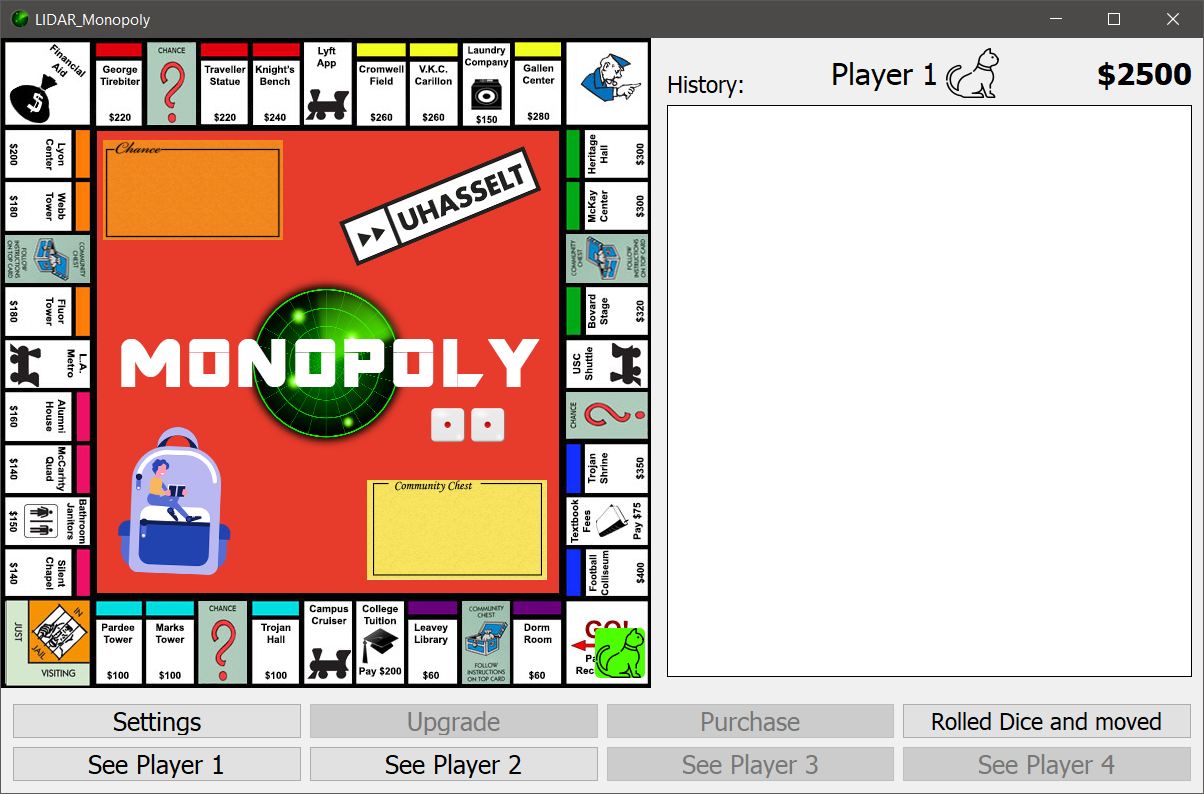 LIDAR_Monopoly
Financial
Aid
George
Tirebiter
$220
CHANCE
Traveller
Statue
$220
Knight's
Bench
$240
Lyft
App
Cromwell
Field
$260
V.K.C.
Carillon
$260
Laundry
Company
$150
Gallen
Center
$280
History:
Player 1
$2500
Lyon
Center
$200
Webb
Tower
$180
COMMUNITY
CHEST
FOLLOW
INSTRUCTIONS
ON TOP CARD
Fluor
Tower
$180
L.A.
Metro
Alumni
House
$160
McCarhty
Quad
$140
Bathroom
Janitors
$150
Silent
Chapel
$140
Chance
UHASSELT
MONOPOLY
Community Chest
Heritage
Hall
$300
McKay
Center
$300
COMMUNITY
CHEST
FOLLOW
INSTRUCTIONS
ON TOP CARD
Bovard
Stage
$320
USC
Shuttle
CHANCE
Trojan
Shrine
$350
Textbook
Fees
Pay $75
Football
Colliseum
$400
JUST
IN
JAIL
VISITING
Pardee
Tower
$100
Marks
Tower
$100
CHANCE
Trojan
Hall
$100
Campus
Cruiser
College
Tuition
Pay $200
Leavey
Library
$60
COMMUNITY
CHEST
FOLLOW
INSTRUCTIONS
ON TOP CARD
Dorm
Room
$60
GO!
Settings
Upgrade
Purchase
Rolled Dice and moved
See Player 1
See Player 2
See Player 3
See Player 4